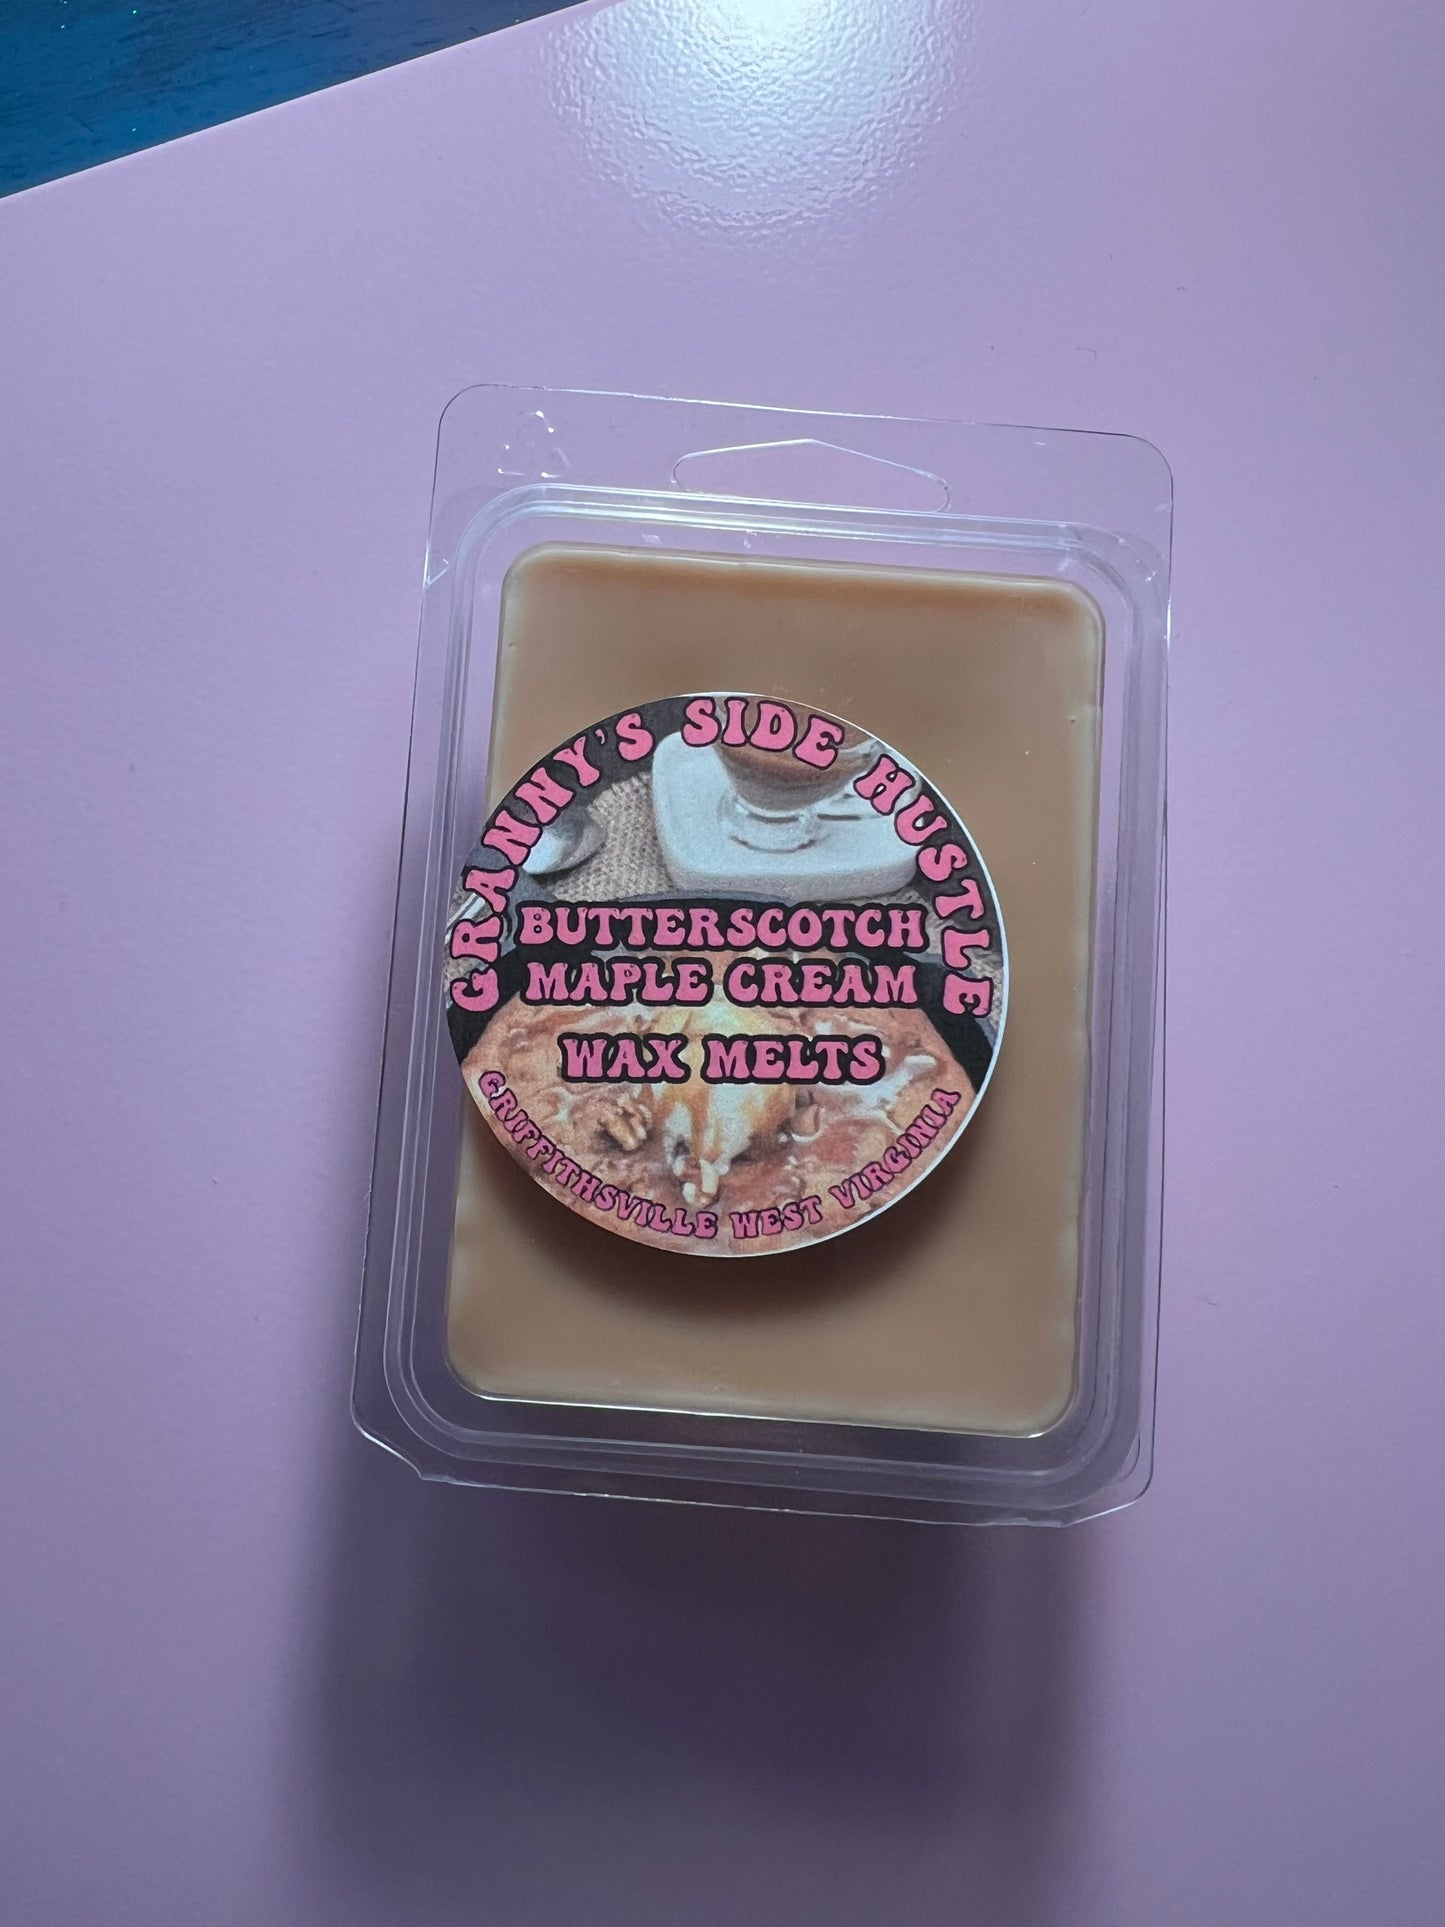 GRANNY'S SIDE HUSTLE
BUTTERSCOTCH
MAPLE CREAM
WAX MELTS
GRIFFITHSVILLE WEST VIRGINIA